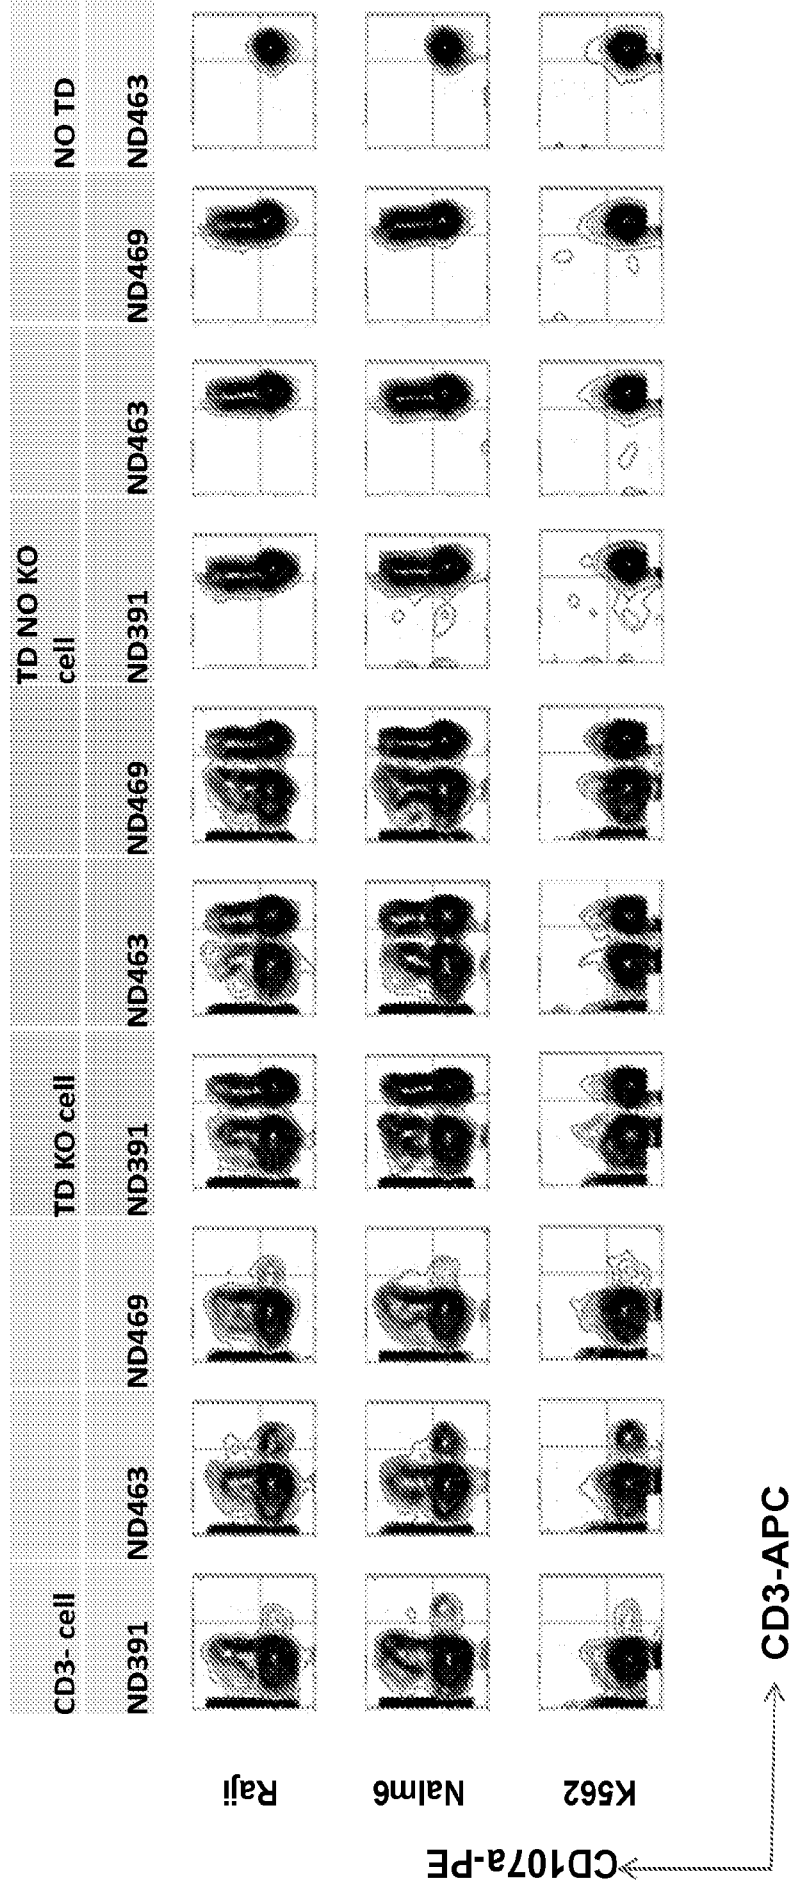 CD3- cell
TD KO cell
TD NO KO
cell
NO TD
ND391
ND463
ND469
ND391
ND463
ND469
ND391
ND463
ND469
ND463
Raji
Nalm6
K562
CD107a-PE
CD3-APC